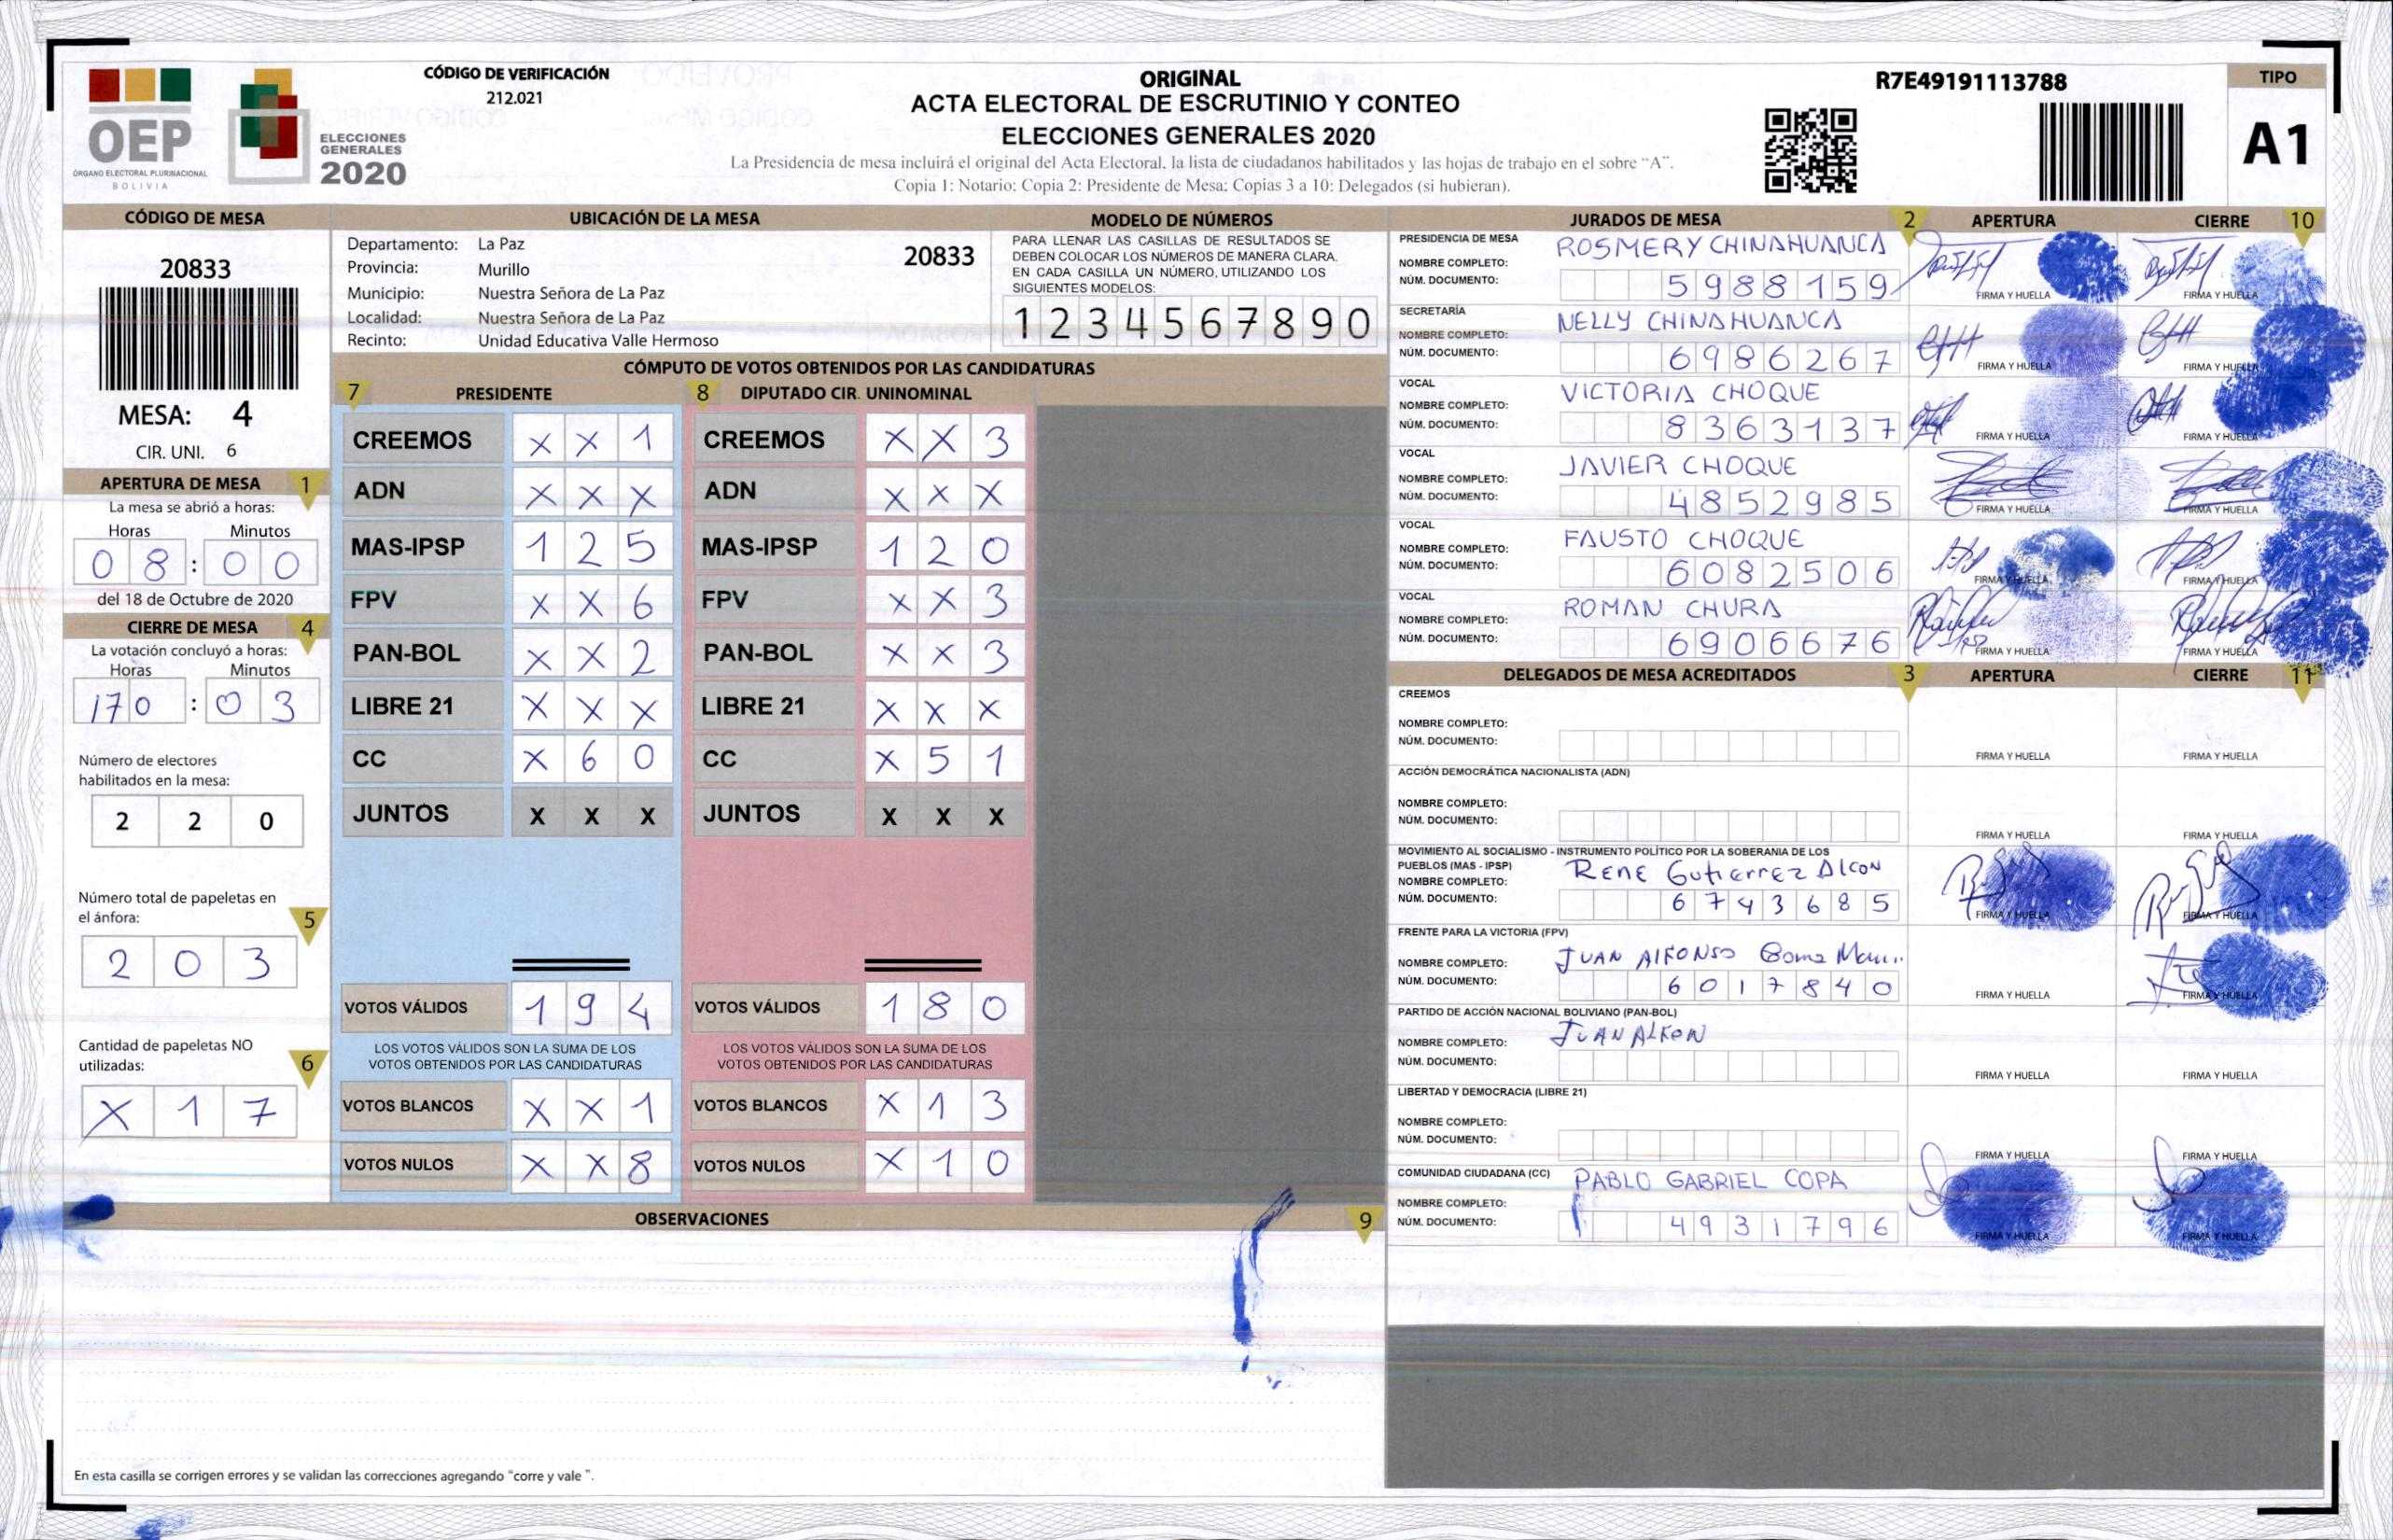 OEP
ÓRGANO ELECTORAL PLURINACIONAL
BOLIVIA
ELECCIONES
GENERALES
2020
CÓDIGO DE VERIFICACIÓN
212.021
ORIGINAL
ACTA ELECTORAL DE ESCRUTINIO Y CONTEO
ELECCIONES GENERALES 2020
La Presidencia de mesa incluirá el original del Acta Electoral, la lista de ciudadanos habilitados y las hojas de trabajo en el sobre "A".
Copia 1: Notario; Copia 2: Presidente de Mesa; Copias 3 a 10: Delegados (si hubieran).
R7E49191113788
TIPO
A1
CÓDIGO DE MESA
20833
MESA: 4
CIR. UNI. 6
APERTURA DE MESA 1
La mesa se abrió a horas:
Horas Minutos
0 8 : 0 0
del 18 de Octubre de 2020
CIERRE DE MESA 4
La votación concluyó a horas:
Horas Minutos
17 0 : 0 3
Número de electores
habilitados en la mesa:
2 2 0
Número total de papeletas en
el ánfora: 5
2 0 3
Cantidad de papeletas NO
utilizadas: 6
X 1 7
UBICACIÓN DE LA MESA
Departamento: La Paz
20833
Provincia: Murillo
Municipio: Nuestra Señora de La Paz
Localidad: Nuestra Señora de La Paz
Recinto: Unidad Educativa Valle Hermoso
MODELO DE NÚMEROS
PARA LLENAR LAS CASILLAS DE RESULTADOS SE
DEBEN COLOCAR LOS NÚMEROS DE MANERA CLARA.
EN CADA CASILLA UN NÚMERO, UTILIZANDO LOS
SIGUIENTES MODELOS:
1 2 3 4 5 6 7 8 9 0
CÓMPUTO DE VOTOS OBTENIDOS POR LAS CANDIDATURAS
7 PRESIDENTE
CREEMOS X X 1
ADN X X X
MAS-IPSP 1 2 5
FPV X X 6
PAN-BOL X X 2
LIBRE 21 X X X
CC X 6 0
JUNTOS X X X
VOTOS VÁLIDOS 1 9 4
LOS VOTOS VÁLIDOS SON LA SUMA DE LOS
VOTOS OBTENIDOS POR LAS CANDIDATURAS
VOTOS BLANCOS X X 1
VOTOS NULOS X X 8
8 DIPUTADO CIR. UNINOMINAL
CREEMOS X X 3
ADN X X X
MAS-IPSP 1 2 0
FPV X X 3
PAN-BOL X X 3
LIBRE 21 X X X
CC X 5 1
JUNTOS X X X
VOTOS VÁLIDOS 1 8 0
LOS VOTOS VÁLIDOS SON LA SUMA DE LOS
VOTOS OBTENIDOS POR LAS CANDIDATURAS
VOTOS BLANCOS X 1 3
VOTOS NULOS X 1 0
OBSERVACIONES 9
En esta casilla se corrigen errores y se validan las correcciones agregando "corre y vale ".
JURADOS DE MESA 2 APERTURA CIERRE 10
PRESIDENCIA DE MESA
NOMBRE COMPLETO: ROSMERY CHINAHUANCA
NÚM. DOCUMENTO: 5988159
FIRMA Y HUELLA FIRMA Y HUELLA
SECRETARÍA
NOMBRE COMPLETO: NELLY CHINAHUANCA
NÚM. DOCUMENTO: 6986267
FIRMA Y HUELLA FIRMA Y HUELLA
VOCAL
NOMBRE COMPLETO: VICTORIA CHOQUE
NÚM. DOCUMENTO: 8363137
FIRMA Y HUELLA FIRMA Y HUELLA
VOCAL
NOMBRE COMPLETO: JAVIER CHOQUE
NÚM. DOCUMENTO: 4852985
FIRMA Y HUELLA FIRMA Y HUELLA
VOCAL
NOMBRE COMPLETO: FAUSTO CHOQUE
NÚM. DOCUMENTO: 6082506
FIRMA Y HUELLA FIRMA Y HUELLA
VOCAL
NOMBRE COMPLETO: ROMAN CHURA
NÚM. DOCUMENTO: 6906676
FIRMA Y HUELLA FIRMA Y HUELLA
DELEGADOS DE MESA ACREDITADOS 3 APERTURA CIERRE 11
CREEMOS
NOMBRE COMPLETO:
NÚM. DOCUMENTO:
FIRMA Y HUELLA FIRMA Y HUELLA
ACCIÓN DEMOCRÁTICA NACIONALISTA (ADN)
NOMBRE COMPLETO:
NÚM. DOCUMENTO:
FIRMA Y HUELLA FIRMA Y HUELLA
MOVIMIENTO AL SOCIALISMO - INSTRUMENTO POLÍTICO POR LA SOBERANIA DE LOS
PUEBLOS (MAS - IPSP)
NOMBRE COMPLETO: RENE Gutierrez Alcon
NÚM. DOCUMENTO: 6743685
FIRMA Y HUELLA FIRMA Y HUELLA
FRENTE PARA LA VICTORIA (FPV)
NOMBRE COMPLETO: JUAN AlFONSO
NÚM. DOCUMENTO: 6017840
FIRMA Y HUELLA FIRMA Y HUELLA
PARTIDO DE ACCIÓN NACIONAL BOLIVIANO (PAN-BOL)
NOMBRE COMPLETO: JUAN
NÚM. DOCUMENTO:
FIRMA Y HUELLA FIRMA Y HUELLA
LIBERTAD Y DEMOCRACIA (LIBRE 21)
NOMBRE COMPLETO:
NÚM. DOCUMENTO:
FIRMA Y HUELLA FIRMA Y HUELLA
COMUNIDAD CIUDADANA (CC)
NOMBRE COMPLETO: PABLO GABRIEL COPA
NÚM. DOCUMENTO: 4931796
FIRMA Y HUELLA FIRMA Y HUELLA